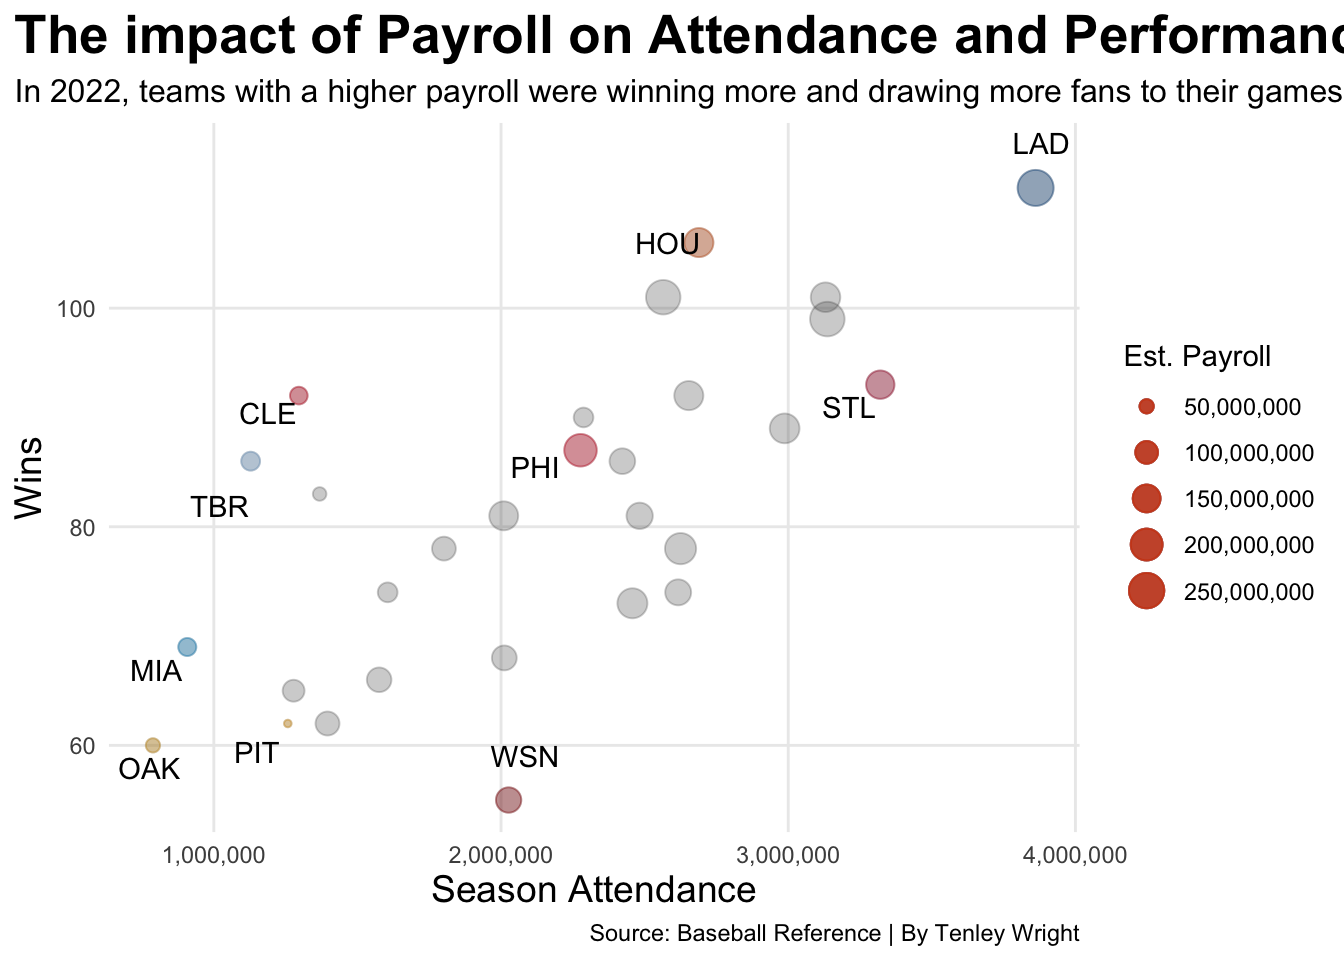 The impact of Payroll on Attendance and Performanc
In 2022, teams with a higher payroll were winning more and drawing more fans to their games
LAD
HOU
100
Est. Payroll
50,000,000
STL
CLE
Wins
100,000,000
PHI
150,000,000
TBR
80
200,000,000
250,000,000
MIA
60
PIT
WSN
OAK
1,000,000
2,000,000
3,000,000
4,000,000
Season Attendance
Source: Baseball Reference | By Tenley Wright